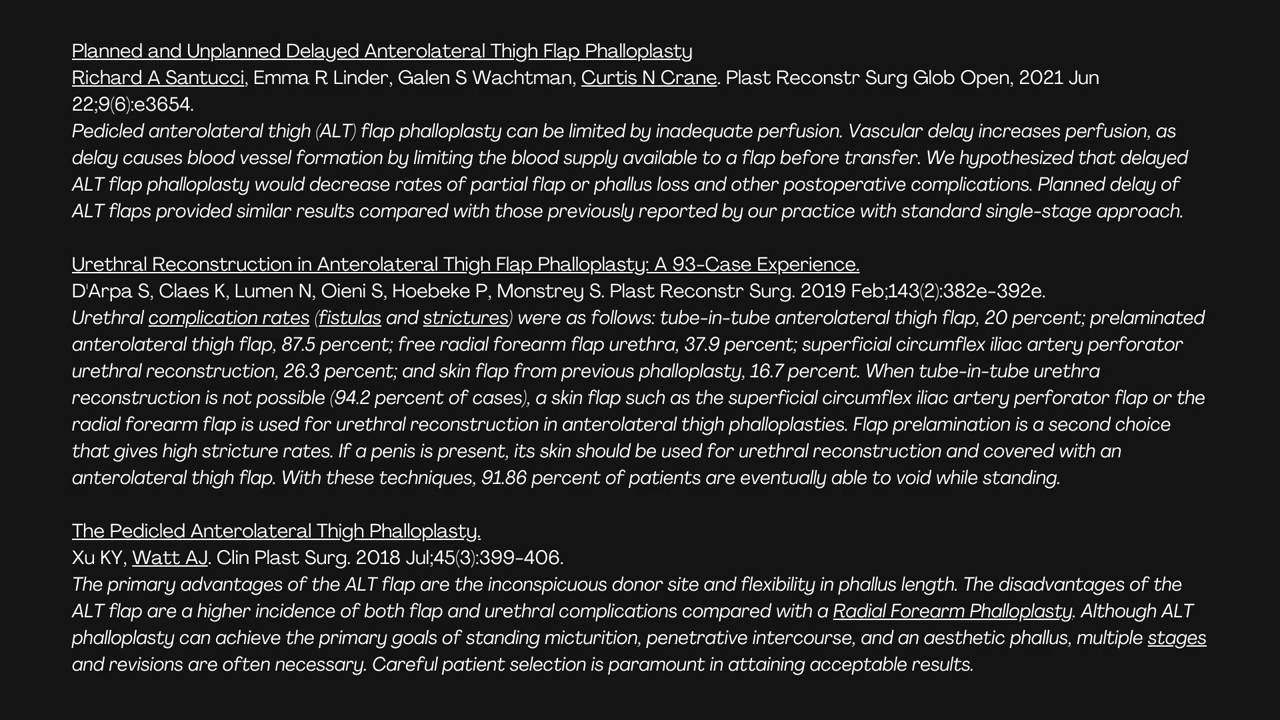 Planned and Unplanned Delayed Anterolateral Thigh Flap Phalloplasty
Richard A Santucci, Emma R Linder, Galen S Wachtman, Curtis N Crane. Plast Reconstr Surg Glob Open, 2021 Jun
22;9(6):e3654.
Pedicled anterolateral thigh (ALT) flap phalloplasty can be limited by inadequate perfusion. Vascular delay increases perfusion, as
delay causes blood vessel formation by limiting the blood supply available to a flap before transfer. We hypothesized that delayed
ALT flap phalloplasty would decrease rates of partial flap or phallus loss and other postoperative complications. Planned delay of
ALT flaps provided similar results compared with those previously reported by our practice with standard single-stage approach.
Urethral Reconstruction in Anterolateral Thigh Flap Phalloplasty: A 93-Case Experience.
D'Arpa S, Claes K, Lumen N, Oieni S, Hoebeke P, Monstrey S. Plast Reconstr Surg. 2019 Feb;143(2):382e-392e.
Urethral complication rates (fistulas and strictures) were as follows: tube-in-tube anterolateral thigh flap, 20 percent; prelaminated
anterolateral thigh flap, 87.5 percent; free radial forearm flap urethra, 37.9 percent; superficial circumflex iliac artery perforator
urethral reconstruction, 26.3 percent; and skin flap from previous phalloplasty, 16.7 percent. When tube-in-tube urethra
reconstruction is not possible (94.2 percent of cases), a skin flap such as the superficial circumflex iliac artery perforator flap or the
radial forearm flap is used for urethral reconstruction in anterolateral thigh phalloplasties. Flap prelamination is a second choice
that gives high stricture rates. If a penis is present, its skin should be used for urethral reconstruction and covered with an
anterolateral thigh flap. With these techniques, 91.86 percent of patients are eventually able to void while standing.
The Pedicled Anterolateral Thigh Phalloplasty.
Xu KY, Watt AJ. Clin Plast Surg. 2018 Jul;45(3):399-406.
The primary advantages of the ALT flap are the inconspicuous donor site and flexibility in phallus length. The disadvantages of the
ALT flap are a higher incidence of both flap and urethral complications compared with a Radial Forearm Phalloplasty. Although ALT
phalloplasty can achieve the primary goals of standing micturition, penetrative intercourse, and an aesthetic phallus, multiple stages
and revisions are often necessary. Careful patient selection is paramount in attaining acceptable results.